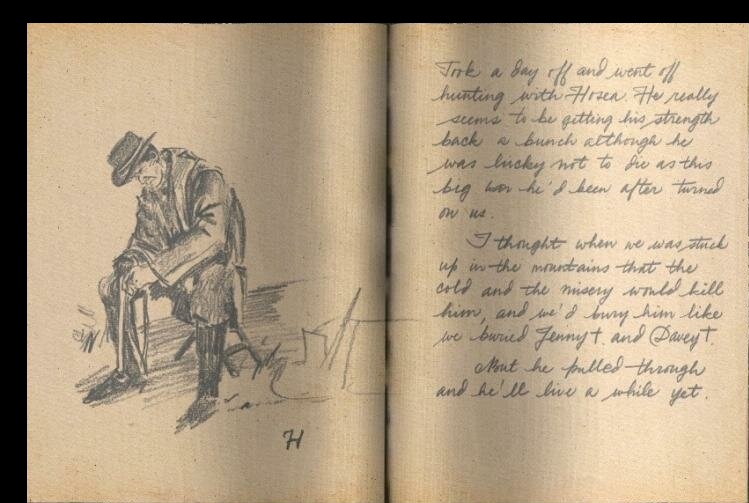 H
Took a day off and went off
hunting with Hosea. He really
seems to be getting his strength
back a bunch although he
was lucky not to die as this
big bar he'd been after turned
on us.
I thought when we was stuck
up in the mountains that the
cold and the misery would kill
him, and we'd bury him like
we buried Jenny† and Davey†.
But he pulled through
and he'll live a while yet.